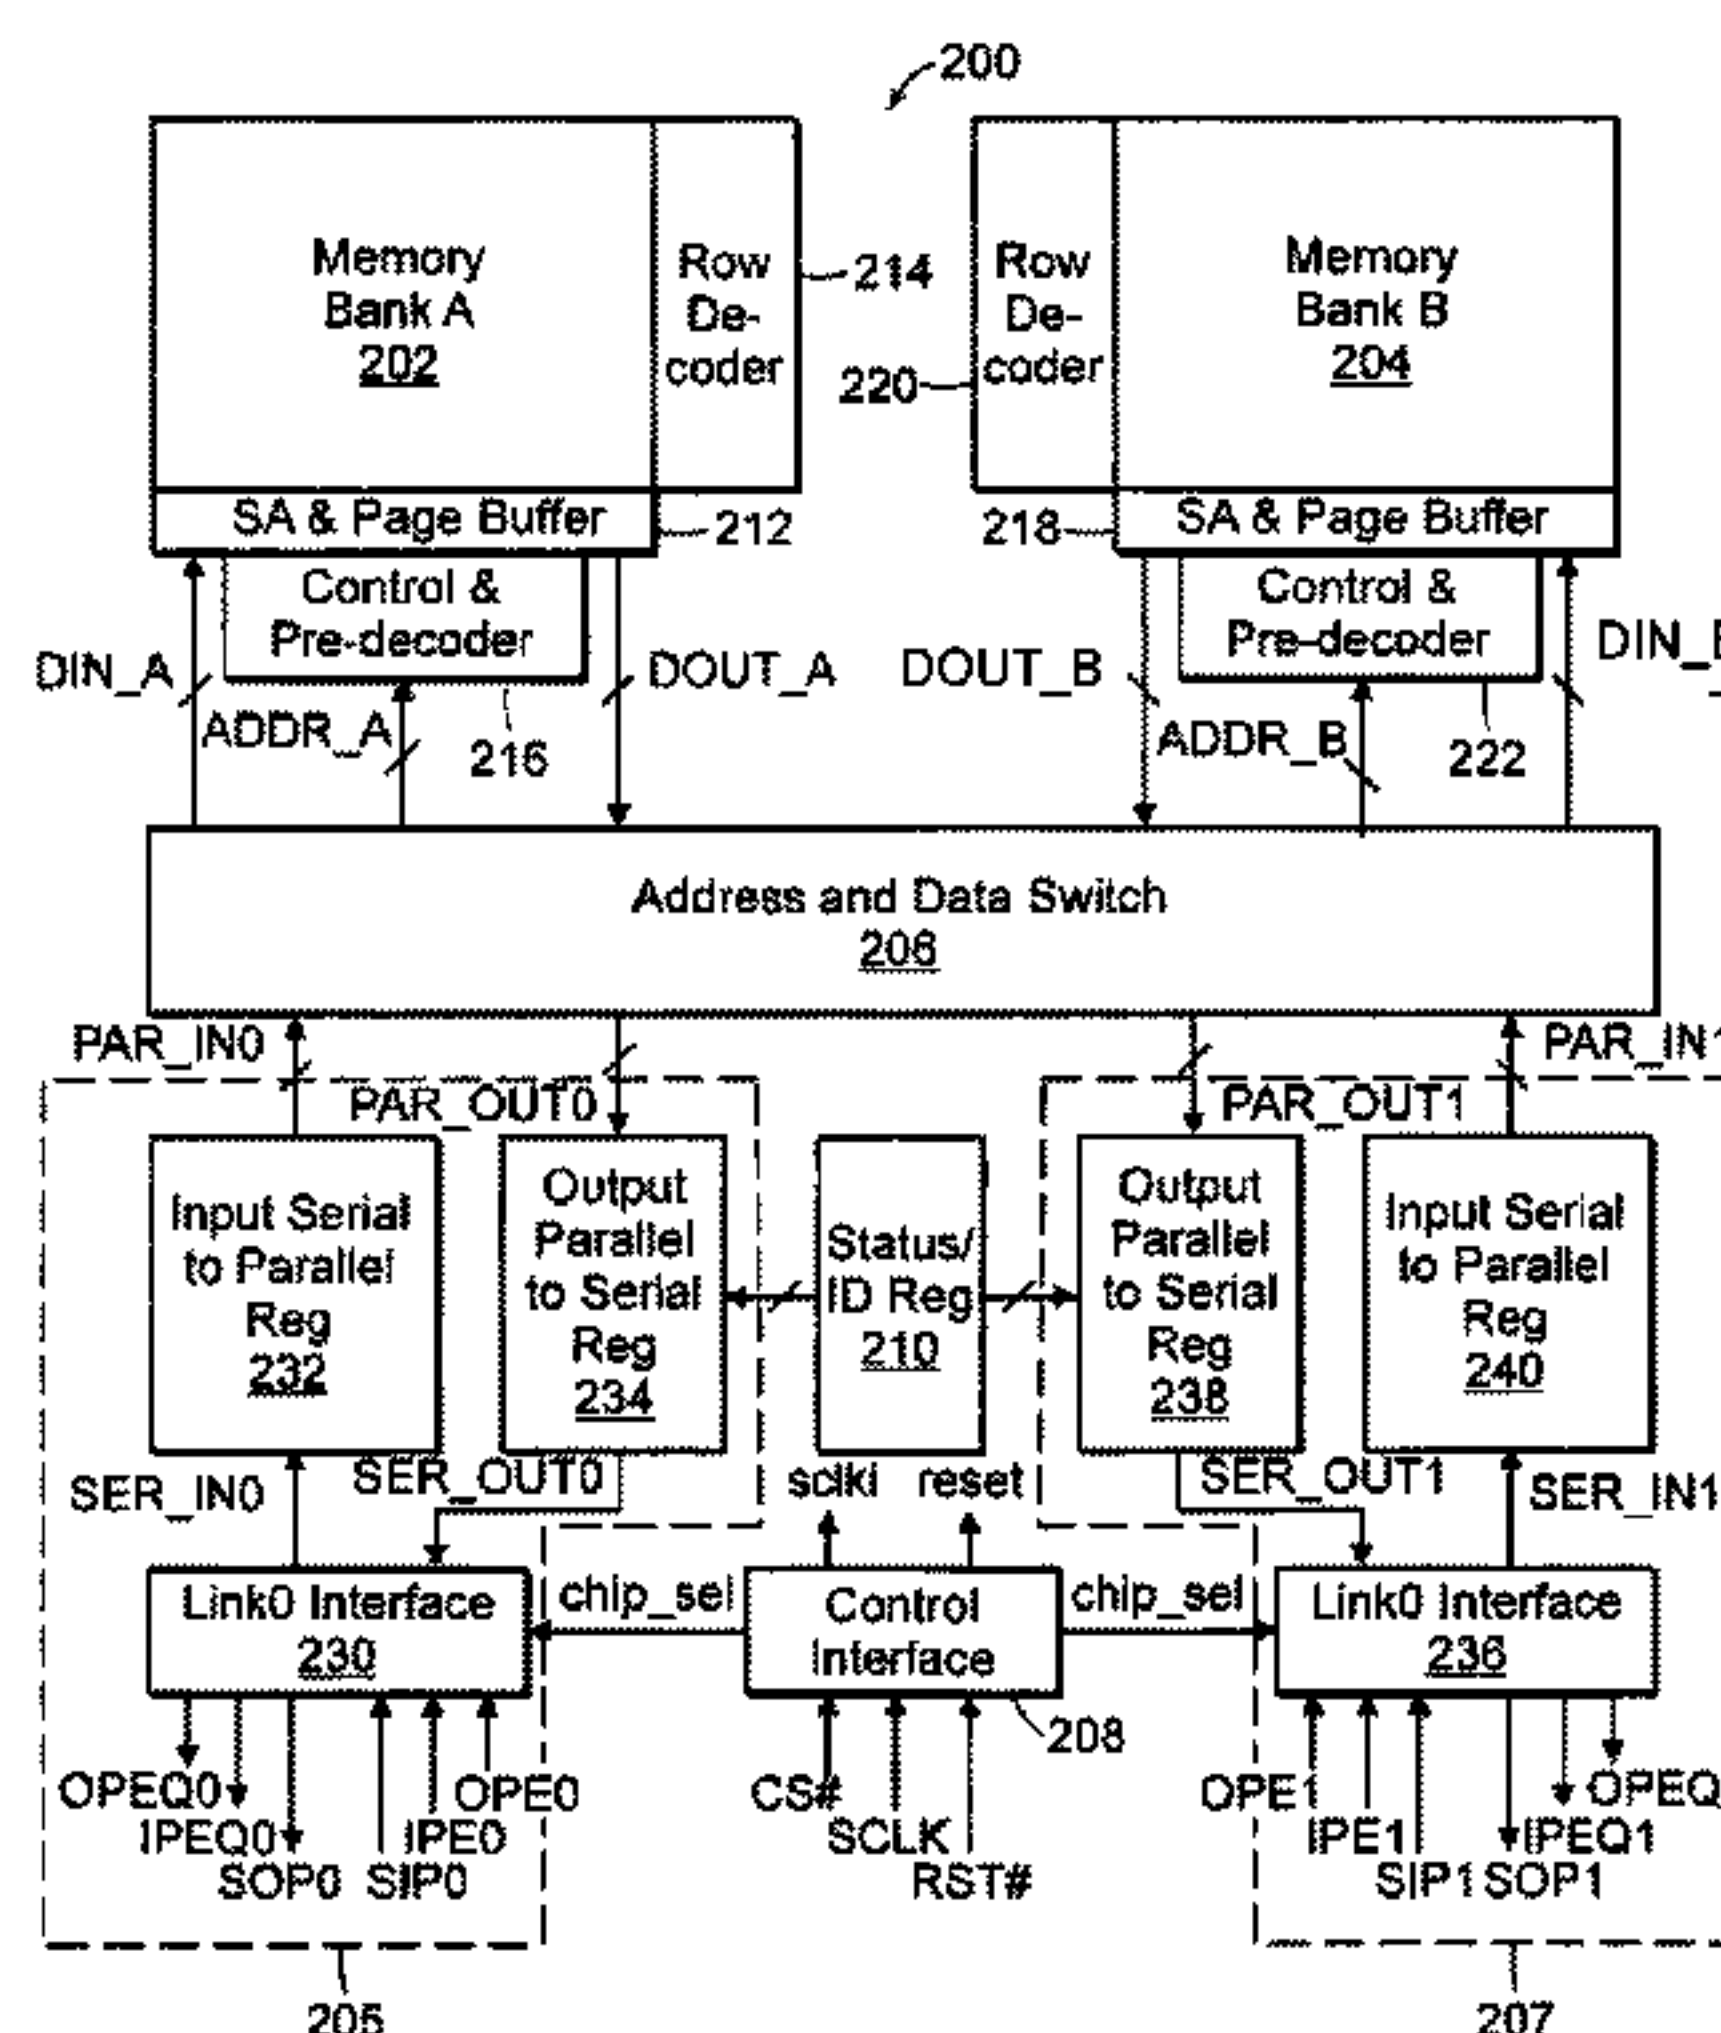 200
Memory
Bank A
202
Row
De-
coder
214
Row
De-
coder
220
Memory
Bank B
204
SA & Page Buffer
212
218
SA & Page Buffer
Control &
Pre-decoder
216
Control &
Pre-decoder
222
DIN_A
ADDR_A
DOUT_A
DOUT_B
ADDR_B
DIN_B
Address and Data Switch
206
PAR_IN0
PAR_OUT0
PAR_OUT1
PAR_IN1
Input Serial
to Parallel
Reg
232
Output
Parallel
to Serial
Reg
234
Status/
ID Reg
210
Output
Parallel
to Serial
Reg
238
Input Serial
to Parallel
Reg
240
SER_IN0
SER_OUT0
sclki
reset
SER_OUT1
SER_IN1
Link0 Interface
230
chip_sel
Control
Interface
208
chip_sel
Link0 Interface
236
OPEQ0
IPEQ0
SOP0
SIP0
IPE0
OPE0
CS#
SCLK
RST#
OPE1
IPE1
SIP1
SOP1
IPEQ1
OPEQ
205
207